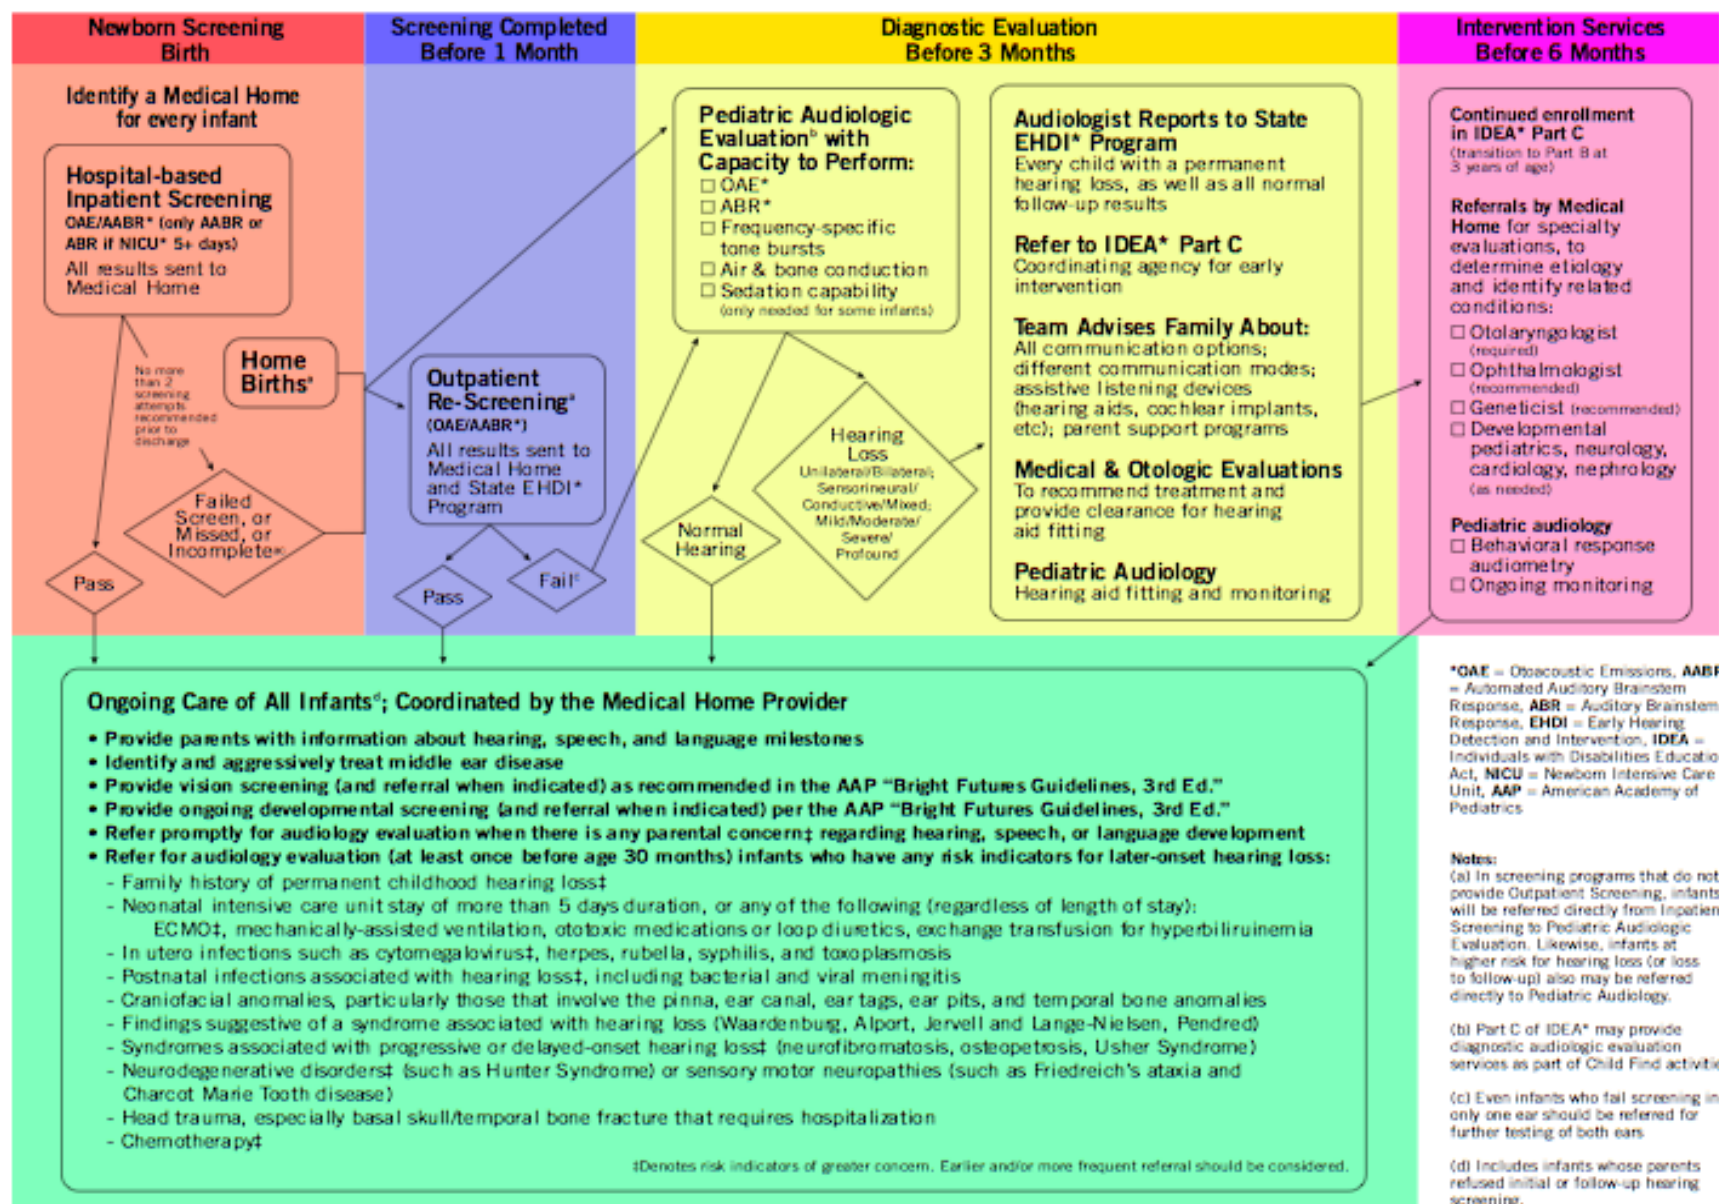 Newborn Screening
Birth
Screening Completed
Before 1 Month
Diagnostic Evaluation
Before 3 Months
Intervention Services
Before 6 Months
Identify a Medical Home
for every infant
Hospital-based
Inpatient Screening
OAE/AABR* (only AABR or
ABR if NICU* 5+ days)
All results sent to
Medical Home
No more
than 2
screening
attempts
recommended
prior to
discharge
Home
Birthsª
Failed
Screen, or
Missed, or
Incomplete
Pass
Outpatient
Re-Screeningª
(OAE/AABR*)
All results sent to
Medical Home
and State EHDI*
Program
Pass
Failᶜ
Pediatric Audiologic
Evaluationᵇ with
Capacity to Perform:
□ OAE*
□ ABR*
□ Frequency-specific
tone bursts
□ Air & bone conduction
□ Sedation capability
(only needed for some infants)
Hearing
Loss
Unilateral/Bilateral;
Sensorineural/
Conductive/Mixed;
Mild/Moderate/
Severe/
Profound
Normal
Hearing
Audiologist Reports to State
EHDI* Program
Every child with a permanent
hearing loss, as well as all normal
follow-up results
Refer to IDEA* Part C
Coordinating agency for early
intervention
Team Advises Family About:
All communication options;
different communication modes;
assistive listening devices
(hearing aids, cochlear implants,
etc); parent support programs
Medical & Otologic Evaluations
To recommend treatment and
provide clearance for hearing
aid fitting
Pediatric Audiology
Hearing aid fitting and monitoring
Continued enrollment
in IDEA* Part C
(transition to Part B at
3 years of age)
Referrals by Medical
Home for specialty
evaluations, to
determine etiology
and identify related
conditions:
□ Otolaryngologist
(required)
□ Ophthalmologist
(recommended)
□ Geneticist (recommended)
□ Developmental
pediatrics, neurology,
cardiology, nephrology
(as needed)
Pediatric audiology
□ Behavioral response
audiometry
□ Ongoing monitoring
Ongoing Care of All Infantsᵈ; Coordinated by the Medical Home Provider
• Provide parents with information about hearing, speech, and language milestones
• Identify and aggressively treat middle ear disease
• Provide vision screening (and referral when indicated) as recommended in the AAP “Bright Futures Guidelines, 3rd Ed.”
• Provide ongoing developmental screening (and referral when indicated) per the AAP “Bright Futures Guidelines, 3rd Ed.”
• Refer promptly for audiology evaluation when there is any parental concern‡ regarding hearing, speech, or language development
• Refer for audiology evaluation (at least once before age 30 months) infants who have any risk indicators for later-onset hearing loss:
- Family history of permanent childhood hearing loss‡
- Neonatal intensive care unit stay of more than 5 days duration, or any of the following (regardless of length of stay):
ECMO‡, mechanically-assisted ventilation, ototoxic medications or loop diuretics, exchange transfusion for hyperbiliruinemia
- In utero infections such as cytomegalovirus‡, herpes, rubella, syphilis, and toxoplasmosis
- Postnatal infections associated with hearing loss‡, including bacterial and viral meningitis
- Craniofacial anomalies, particularly those that involve the pinna, ear canal, ear tags, ear pits, and temporal bone anomalies
- Findings suggestive of a syndrome associated with hearing loss (Waardenburg, Alport, Jervell and Lange-Nielsen, Pendred)
- Syndromes associated with progressive or delayed-onset hearing loss‡ (neurofibromatosis, osteopetrosis, Usher Syndrome)
- Neurodegenerative disorders‡ (such as Hunter Syndrome) or sensory motor neuropathies (such as Friedreich's ataxia and
Charcot Marie Tooth disease)
- Head trauma, especially basal skull/temporal bone fracture that requires hospitalization
- Chemotherapy‡
‡Denotes risk indicators of greater concern. Earlier and/or more frequent referral should be considered.
*OAE = Otoacoustic Emissions, AABR
= Automated Auditory Brainstem
Response, ABR = Auditory Brainstem
Response, EHDI = Early Hearing
Detection and Intervention, IDEA =
Individuals with Disabilities Educatio
Act, NICU = Newborn Intensive Care
Unit, AAP = American Academy of
Pediatrics
Notes:
(a) In screening programs that do not
provide Outpatient Screening, infants
will be referred directly from Inpatien
Screening to Pediatric Audiologic
Evaluation. Likewise, infants at
higher risk for hearing loss (or loss
to follow-up) also may be referred
directly to Pediatric Audiology.
(b) Part C of IDEA* may provide
diagnostic audiologic evaluation
services as part of Child Find activitie
(c) Even infants who fail screening in
only one ear should be referred for
further testing of both ears
(d) Includes infants whose parents
refused initial or follow-up hearing
screening.